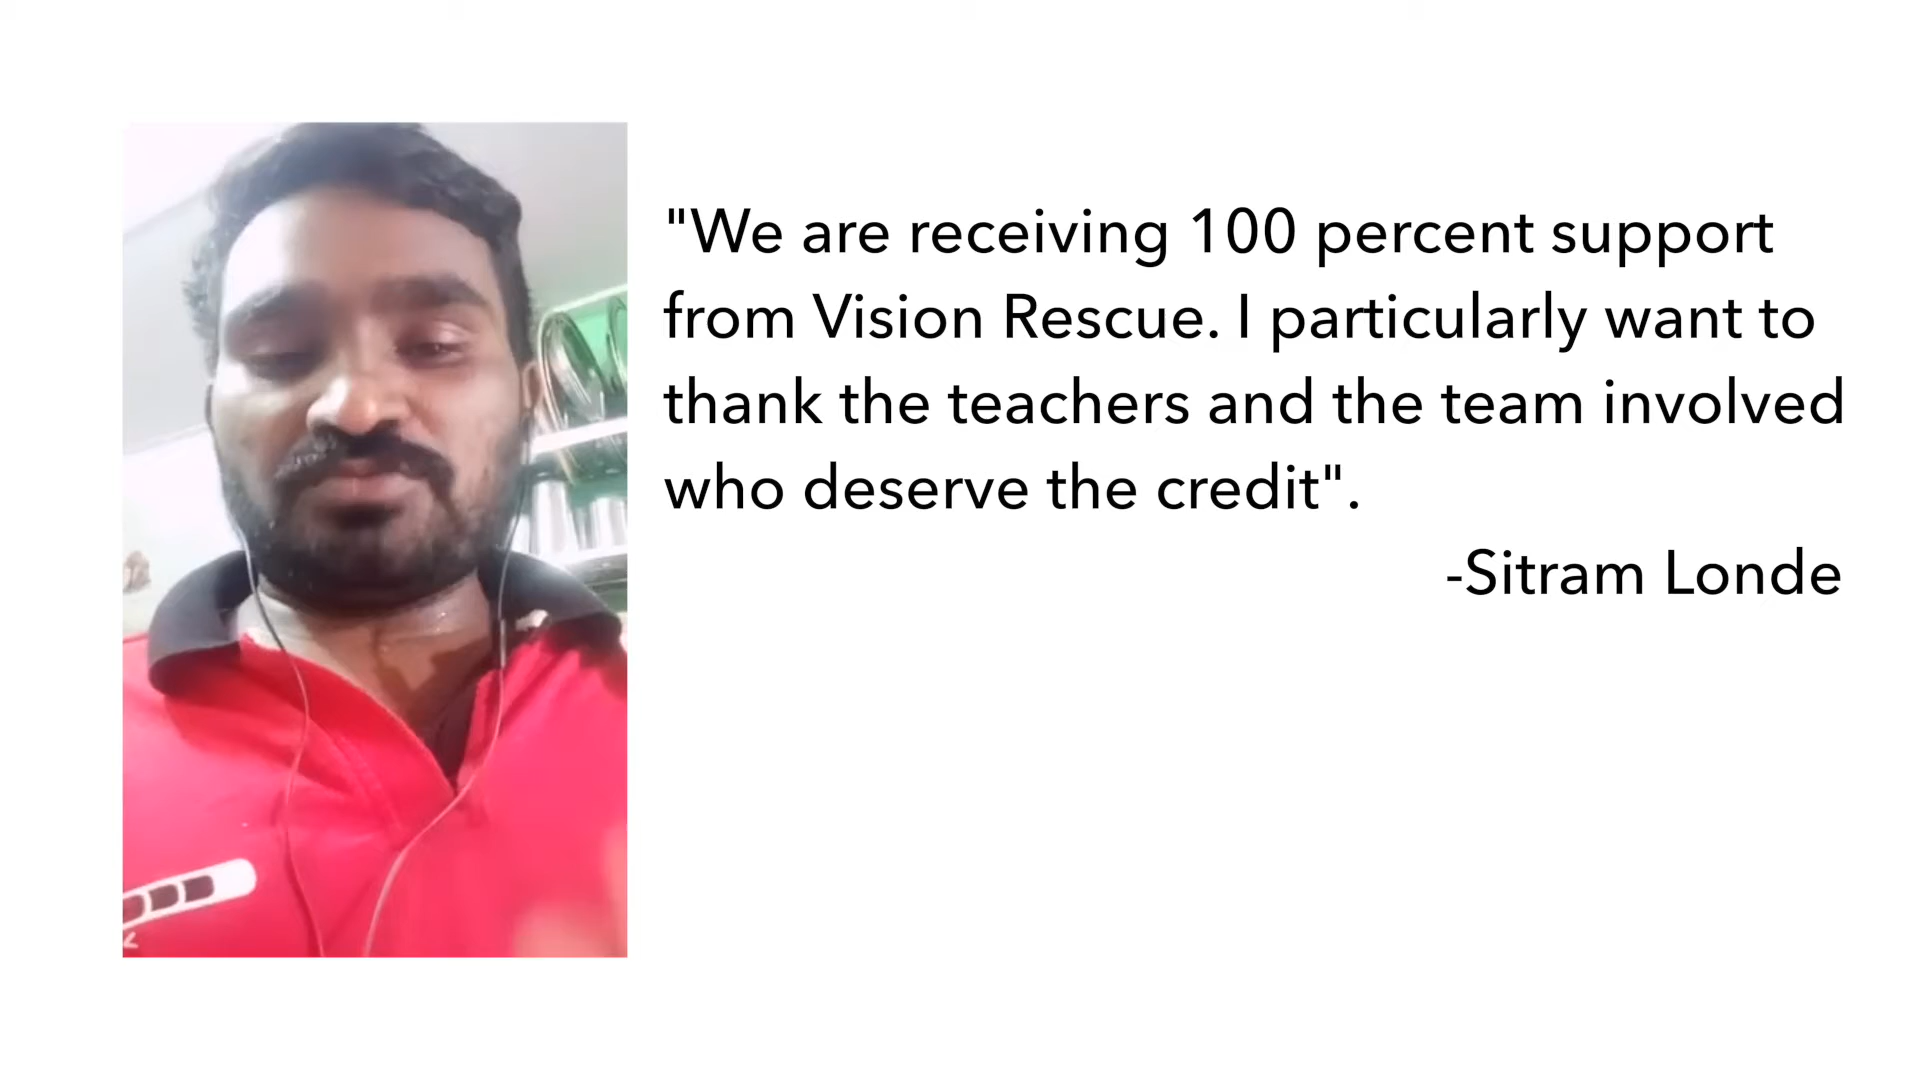 "We are receiving 100 percent support
from Vision Rescue. I particularly want to
thank the teachers and the team involved
who deserve the credit".
-Sitram Londe